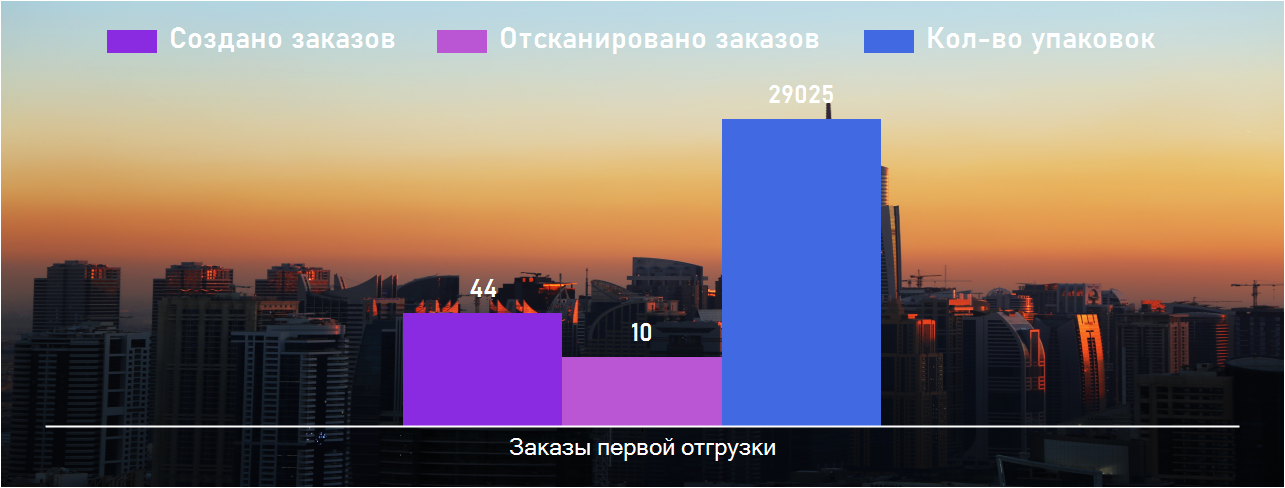 Создано заказов Отсканировано заказов Кол-во упаковок
29025
44
10
Заказы первой отгрузки